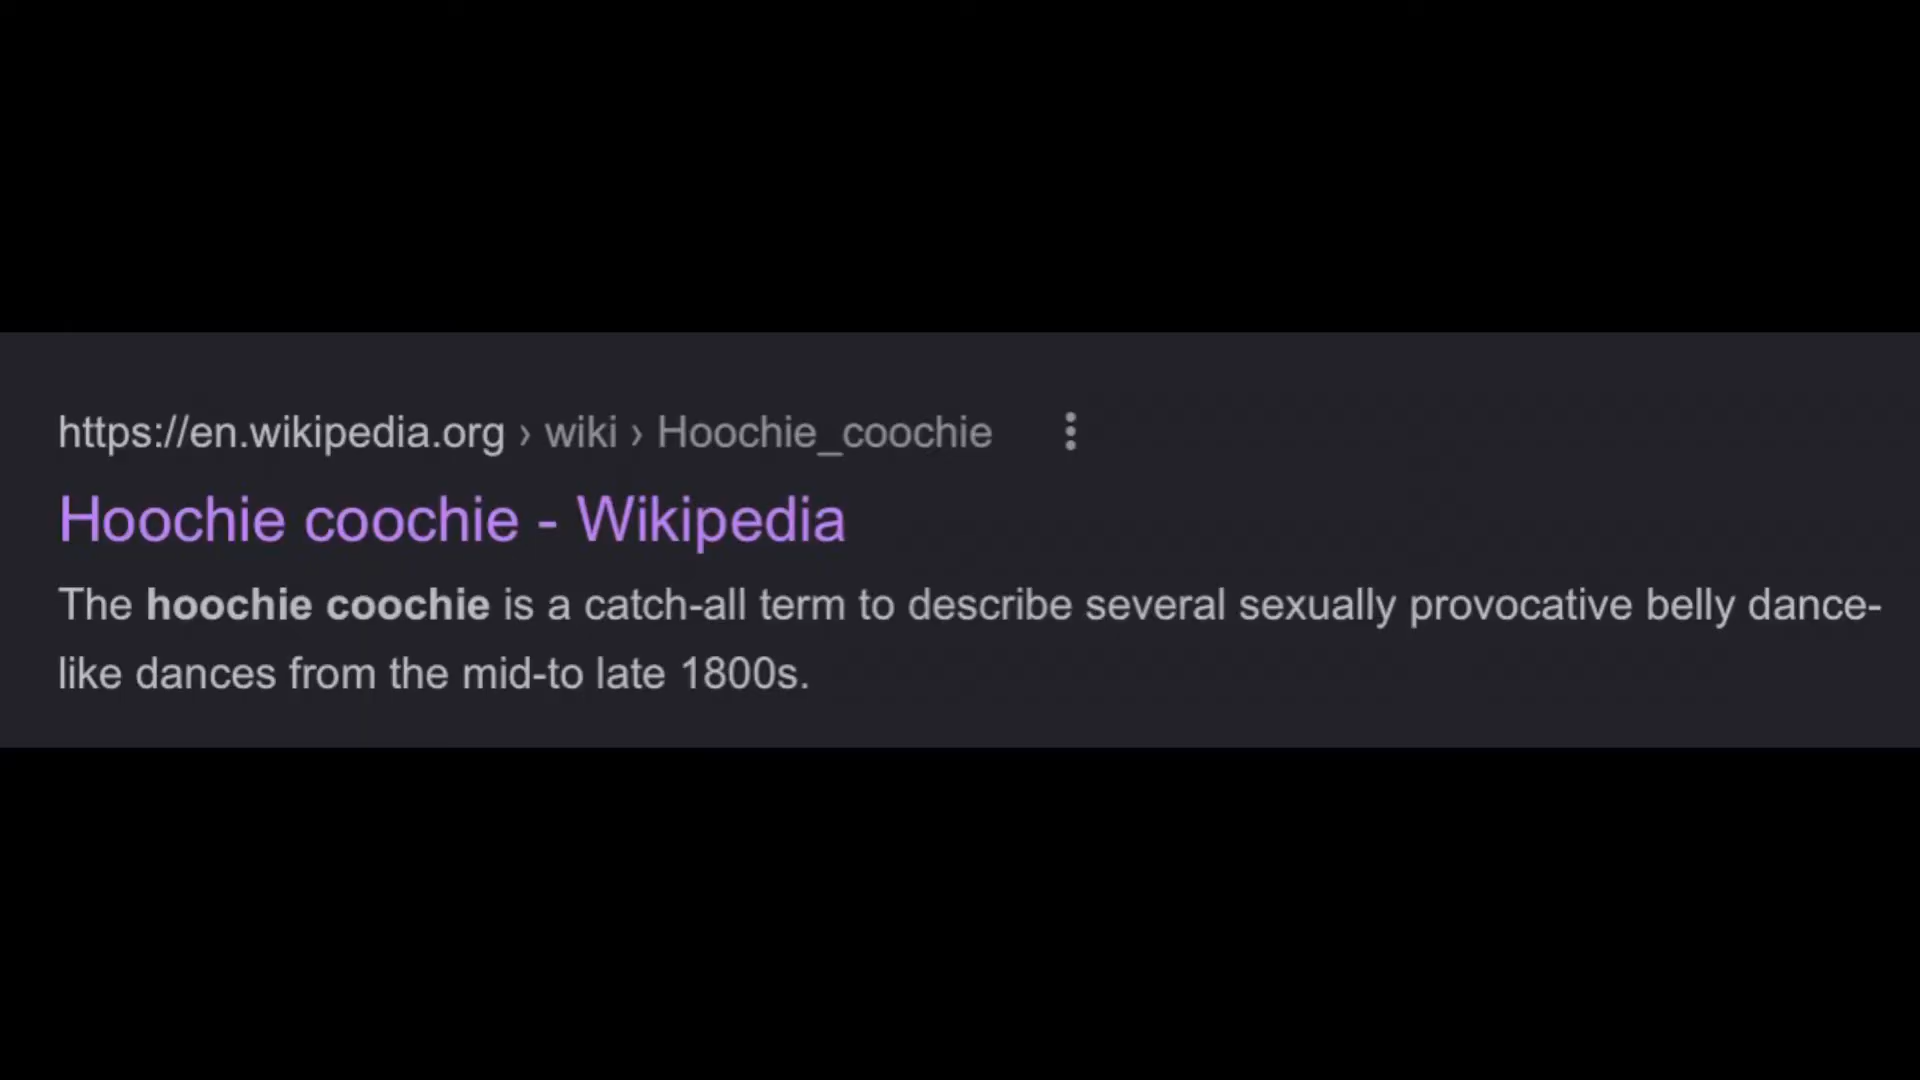 https://en.wikipedia.org › wiki › Hoochie_coochie
Hoochie coochie - Wikipedia
The hoochie coochie is a catch-all term to describe several sexually provocative belly dance-
like dances from the mid-to late 1800s.